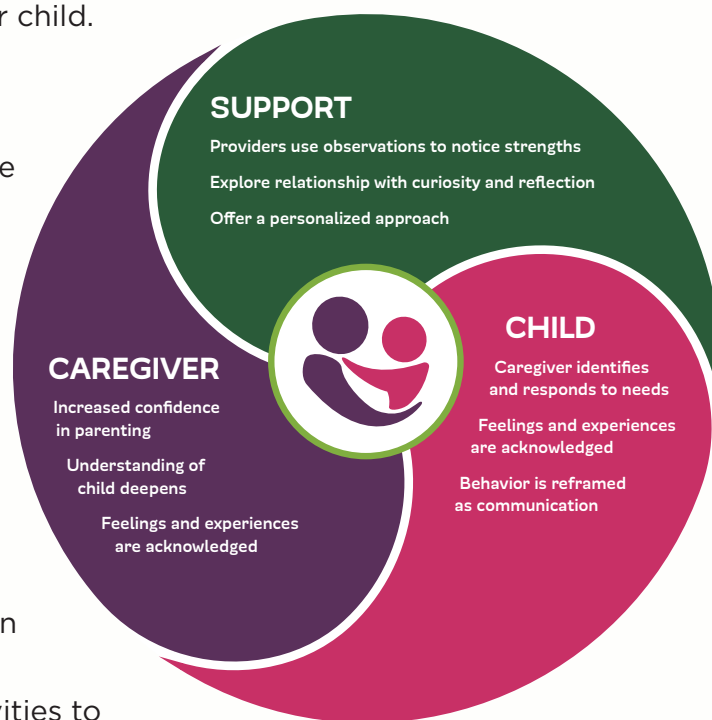 r child.
e
SUPPORT
Providers use observations to notice strengths
Explore relationship with curiosity and reflection
Offer a personalized approach
CAREGIVER
Increased confidence
in parenting
Understanding of
child deepens
Feelings and experiences
are acknowledged
CHILD
Caregiver identifies
and responds to needs
Feelings and experiences
are acknowledged
Behavior is reframed
as communication
n
vities to